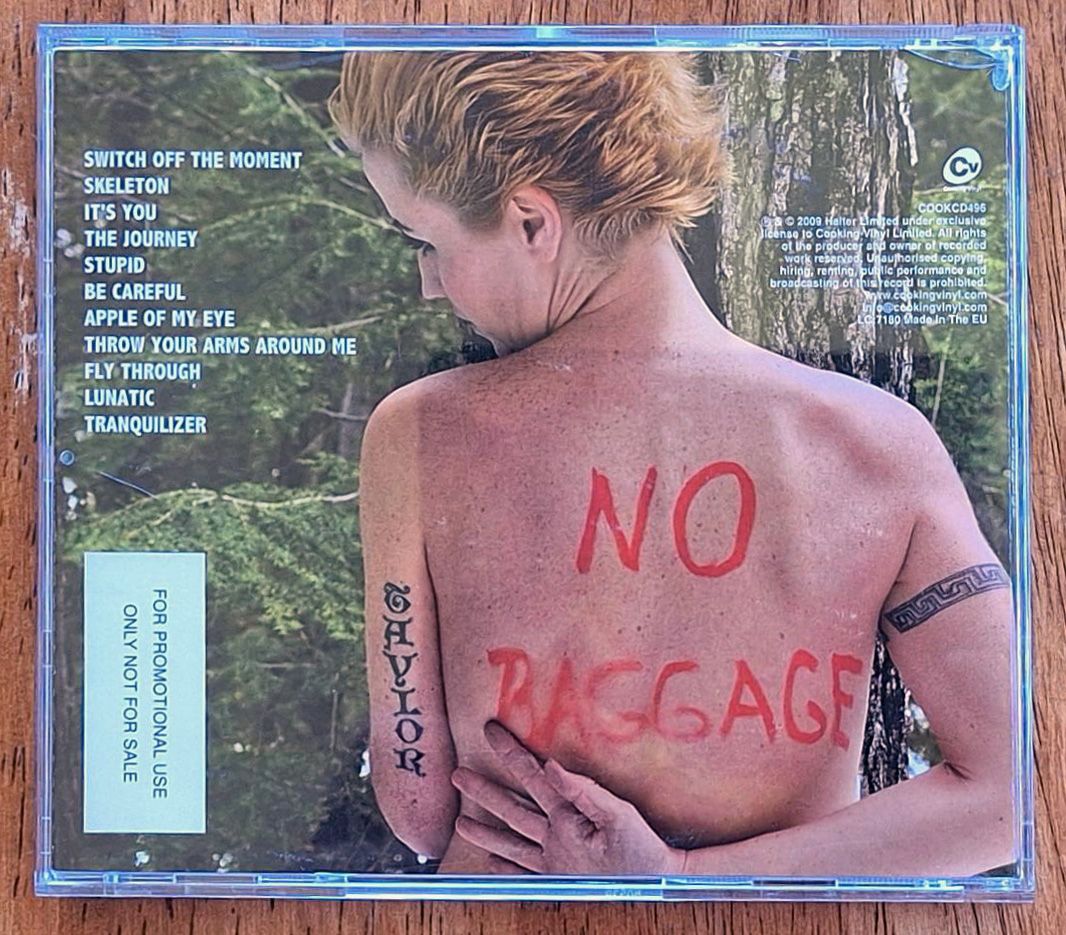 SWITCH OFF THE MOMENT
SKELETON
IT'S YOU
THE JOURNEY
STUPID
BE CAREFUL
APPLE OF MY EYE
THROW YOUR ARMS AROUND ME
FLY THROUGH
LUNATIC
TRANQUILIZER
Cv
COOKCD496
℗ & © 2009 Halter Limited under exclusive
license to Cooking Vinyl Limited. All rights
of the producer and owner of recorded
work reserved. Unauthorised copying,
hiring, renting, public performance and
broadcasting of this record is prohibited.
www.cookingvinyl.com
info@cookingvinyl.com
LC 7180 Made In The EU
NO
BAGGAGE
SAVIOR
FOR PROMOTIONAL USE
ONLY NOT FOR SALE